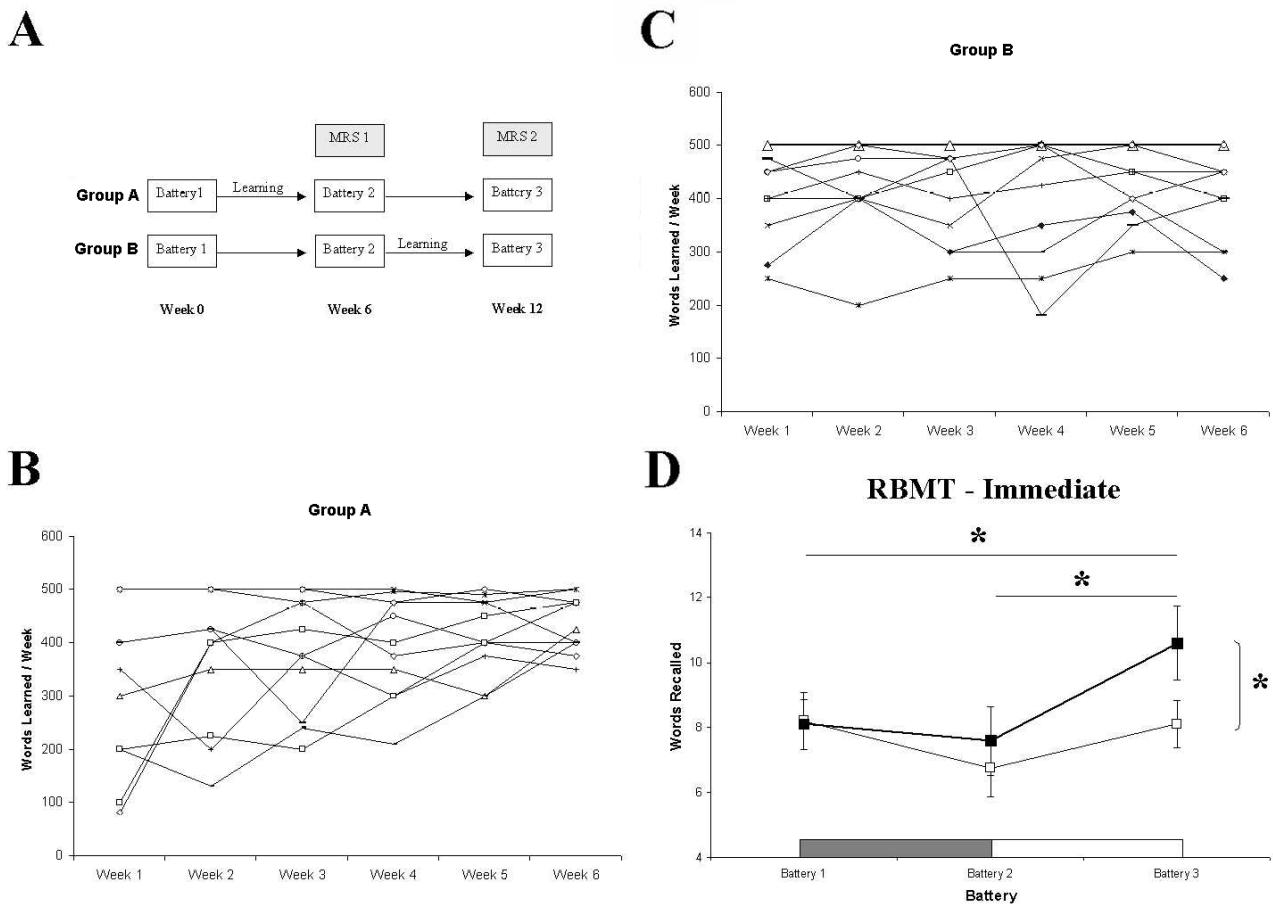 A
MRS 1
MRS 2
Group A
Battery1
Learning
Battery 2
Battery 3
Group B
Battery 1
Battery 2
Learning
Battery 3
Week 0
Week 6
Week 12
C
Group B
Words Learned / Week
600
500
400
300
200
100
0
Week 1
Week 2
Week 3
Week 4
Week 5
Week 6
B
Group A
Words Learned / Week
600
500
400
300
200
100
0
Week 1
Week 2
Week 3
Week 4
Week 5
Week 6
D
RBMT - Immediate
Words Recalled
14
12
10
8
6
4
*
*
*
Battery 1
Battery 2
Battery 3
Battery